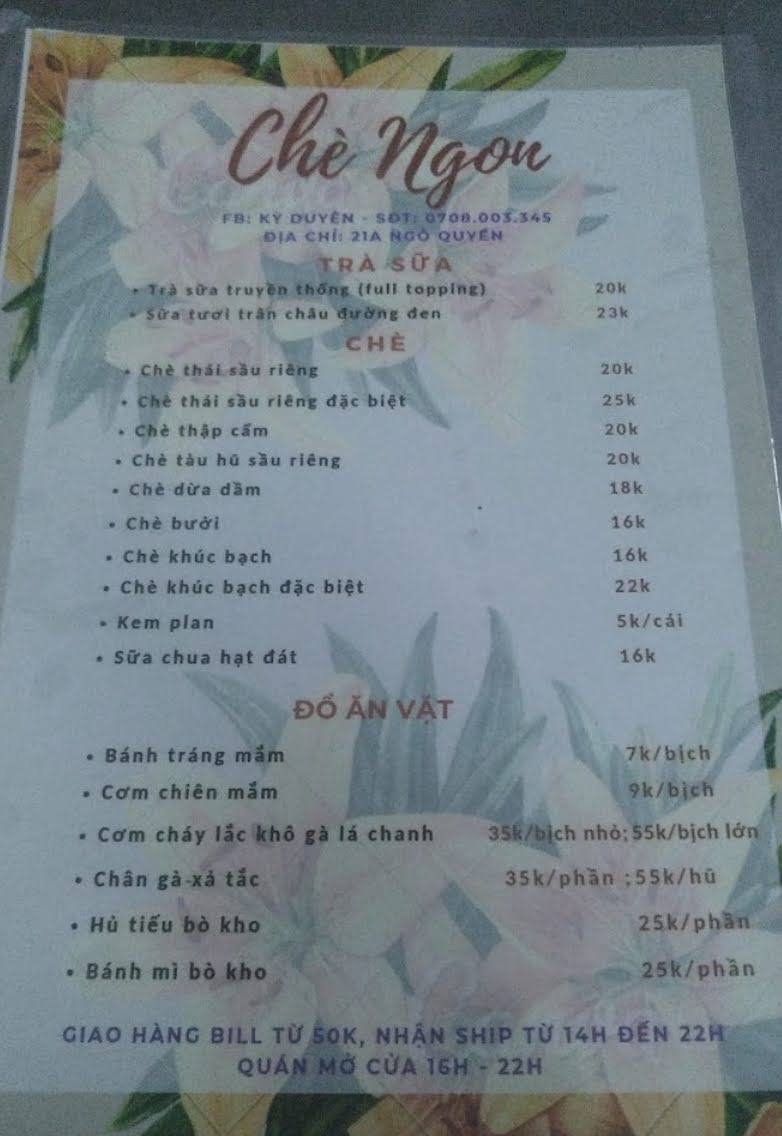 Chè Ngon
FB: KỲ DUYÊN - SĐT: 0708.003.345
ĐỊA CHỈ: 21A NGÔ QUYỀN
TRÀ SỮA
• Trà sữa truyền thống (full topping) 20k
• Sữa tươi trân châu đường đen 23k
CHÈ
• Chè thái sầu riêng 20k
• Chè thái sầu riêng đặc biệt 25k
• Chè thập cẩm 20k
• Chè tàu hũ sầu riêng 20k
• Chè dừa dầm 18k
• Chè bưởi 16k
• Chè khúc bạch 16k
• Chè khúc bạch đặc biệt 22k
• Kem plan 5k/cái
• Sữa chua hạt đát 16k
ĐỒ ĂN VẶT
• Bánh tráng mắm 7k/bịch
• Cơm chiên mắm 9k/bịch
• Cơm cháy lắc khô gà lá chanh 35k/bịch nhỏ;55k/bịch lớn
• Chân gà-xả tắc 35k/phần ;55k/hũ
• Hủ tiếu bò kho 25k/phần
• Bánh mì bò kho 25k/phần
GIAO HÀNG BILL TỪ 50K, NHẬN SHIP TỪ 14H ĐẾN 22H
QUÁN MỞ CỬA 16H - 22H